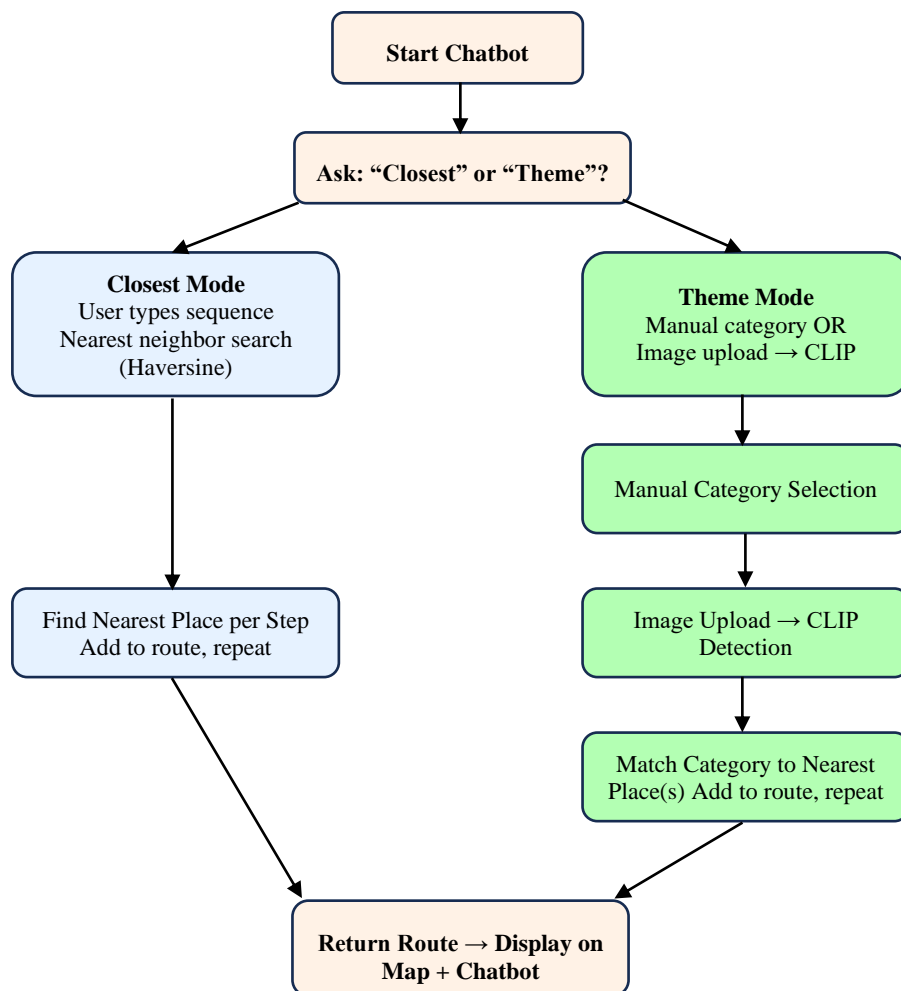 Start Chatbot
Ask: “Closest” or “Theme”?
Closest Mode
User types sequence
Nearest neighbor search
(Haversine)
Theme Mode
Manual category OR
Image upload → CLIP
Manual Category Selection
Find Nearest Place per Step
Add to route, repeat
Image Upload → CLIP
Detection
Match Category to Nearest
Place(s) Add to route, repeat
Return Route → Display on
Map + Chatbot